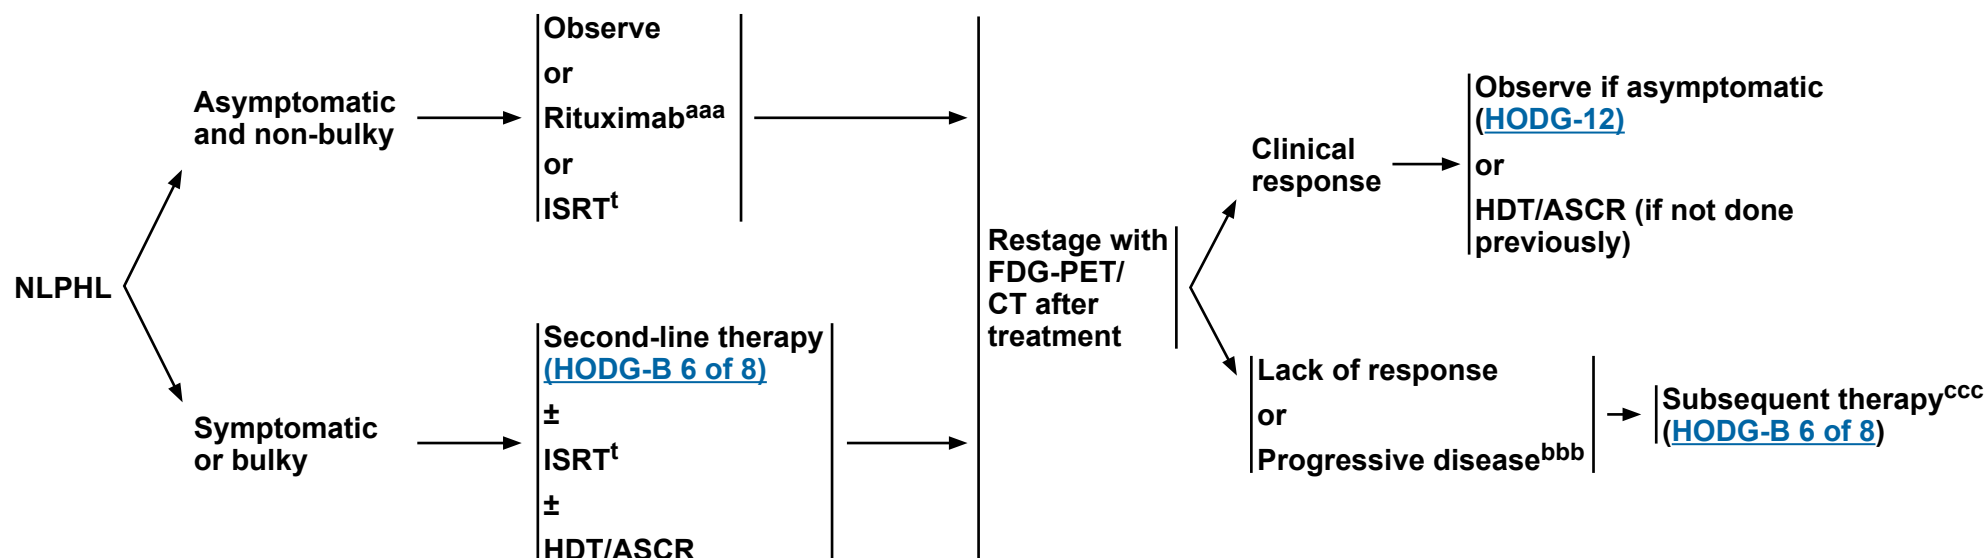 NLPHL
Asymptomatic
and non-bulky
Observe
or
Rituximabaaa
or
ISRTt
Symptomatic
or bulky
Second-line therapy
(HODG-B 6 of 8)
±
ISRTt
±
HDT/ASCR
Restage with
FDG-PET/
CT after
treatment
Clinical
response
Observe if asymptomatic
(HODG-12)
or
HDT/ASCR (if not done
previously)
Lack of response
or
Progressive diseasebbb
Subsequent therapyccc
(HODG-B 6 of 8)